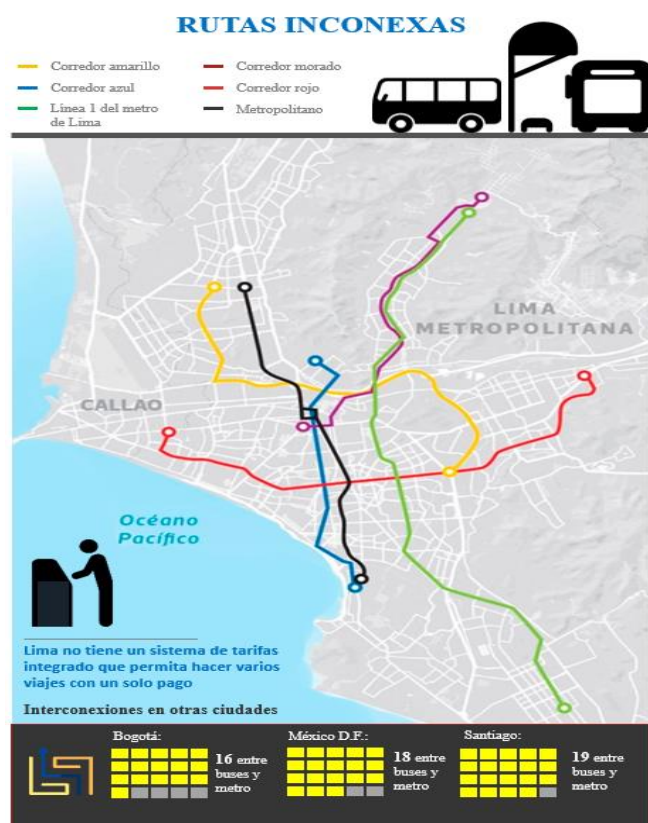 RUTAS INCONEXAS
Corredor amarillo
Corredor morado
Corredor azul
Corredor rojo
Línea 1 del metro
de Lima
Metropolitano
LIMA
METROPOLITANA
CALLAO
Océano
Pacífico
Lima no tiene un sistema de tarifas
integrado que permita hacer varios
viajes con un solo pago
Interconexiones en otras ciudades
Bogotá:
16 entre
buses y
metro
México D.F.:
18 entre
buses y
metro
Santiago:
19 entre
buses y
metro